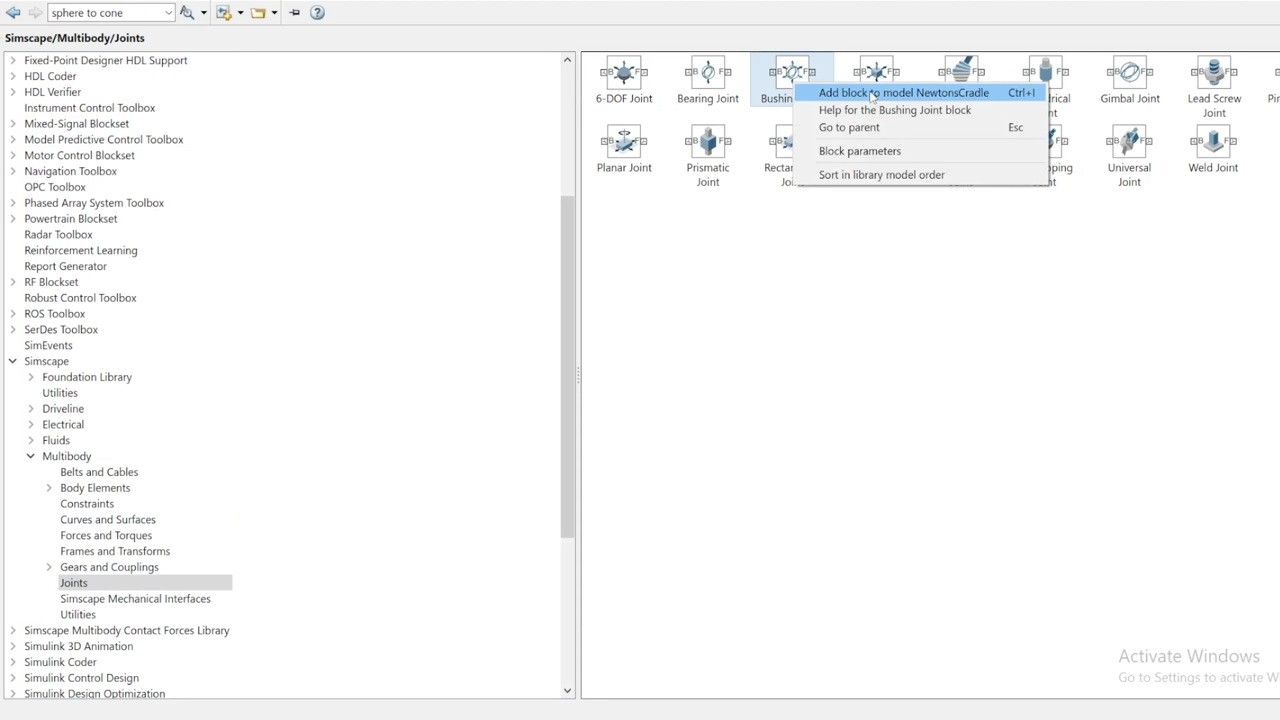 sphere to cone
Simscape/Multibody/Joints
Fixed-Point Designer HDL Support
HDL Coder
HDL Verifier
Instrument Control Toolbox
Mixed-Signal Blockset
Model Predictive Control Toolbox
Motor Control Blockset
Navigation Toolbox
OPC Toolbox
Phased Array System Toolbox
Powertrain Blockset
Radar Toolbox
Reinforcement Learning
Report Generator
RF Blockset
Robust Control Toolbox
ROS Toolbox
SerDes Toolbox
SimEvents
Simscape
Foundation Library
Utilities
Driveline
Electrical
Fluids
Multibody
Belts and Cables
Body Elements
Constraints
Curves and Surfaces
Forces and Torques
Frames and Transforms
Gears and Couplings
Joints
Simscape Mechanical Interfaces
Utilities
Simscape Multibody Contact Forces Library
Simulink 3D Animation
Simulink Coder
Simulink Control Design
Simulink Design Optimization
6-DOF Joint
Bearing Joint
Gimbal Joint
Lead Screw
Joint
Planar Joint
Prismatic
Joint
Universal
Joint
Weld Joint
Add block to model NewtonsCradle Ctrl+I
Help for the Bushing Joint block
Go to parent Esc
Block parameters
Sort in library model order
Activate Windows
Go to Settings to activate W